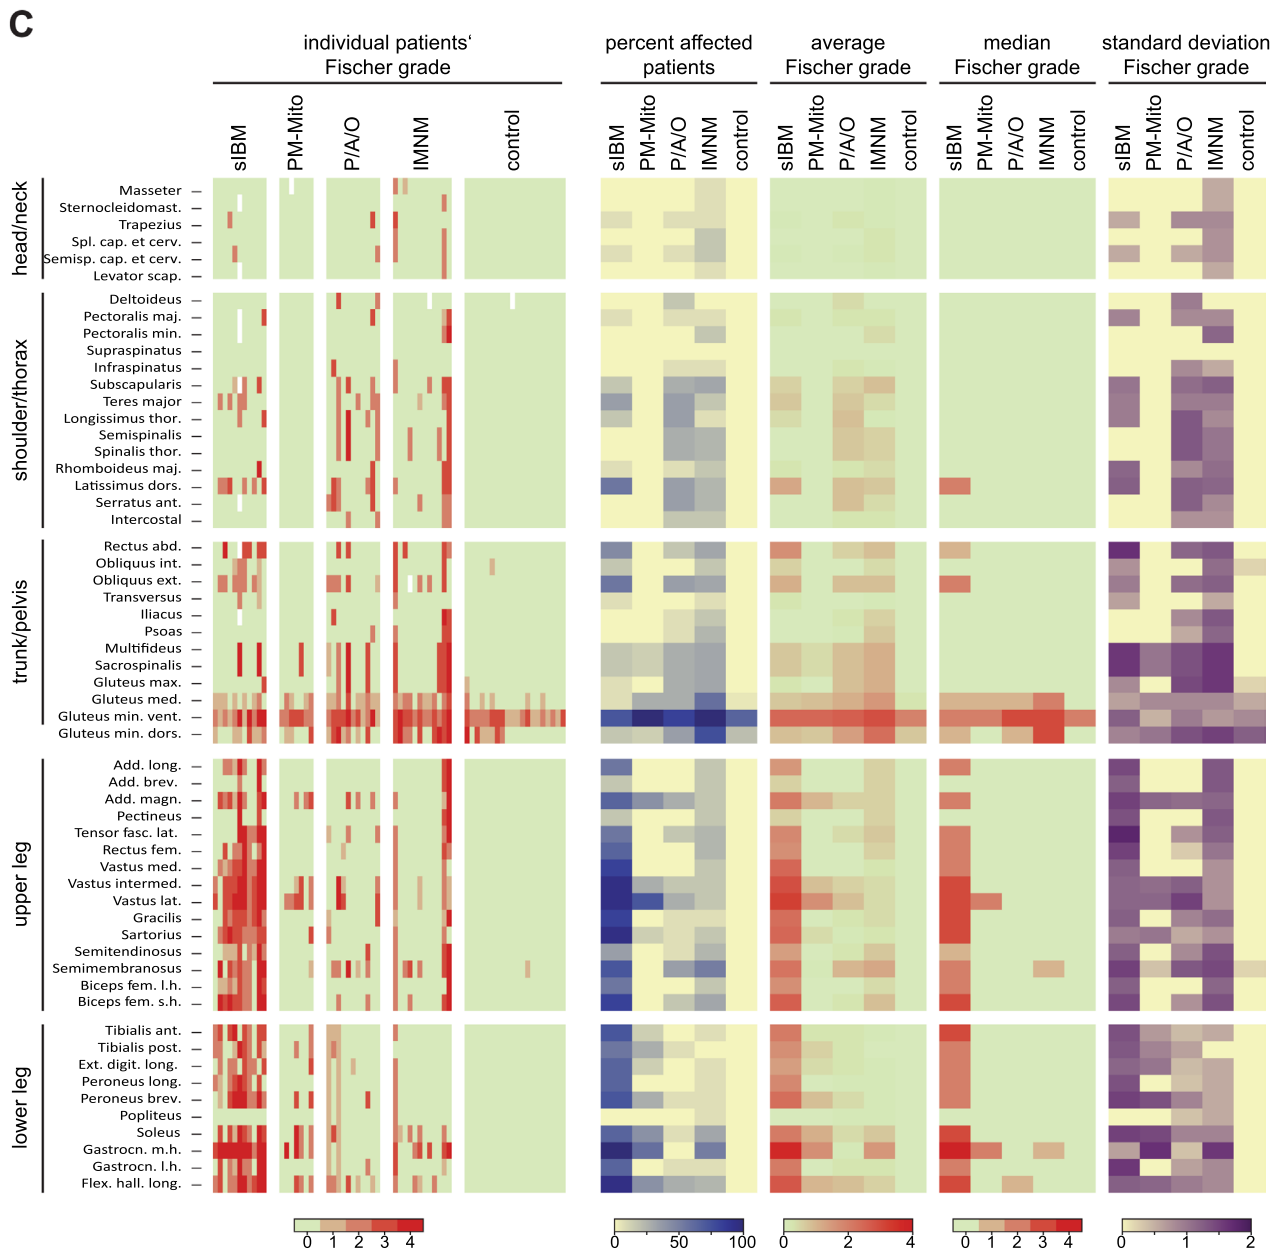 C
individual patients‘
Fischer grade
percent affected
patients
average
Fischer grade
median
Fischer grade
standard deviation
Fischer grade
sIBM PM-Mito P/A/O IMNM control
sIBM PM-Mito P/A/O IMNM control
sIBM PM-Mito P/A/O IMNM control
sIBM PM-Mito P/A/O IMNM control
sIBM PM-Mito P/A/O IMNM control
head/neck
Masseter
Sternocleidomast.
Trapezius
Spl. cap. et cerv.
Semisp. cap. et cerv.
Levator scap.
shoulder/thorax
Deltoideus
Pectoralis maj.
Pectoralis min.
Supraspinatus
Infraspinatus
Subscapularis
Teres major
Longissimus thor.
Semispinalis
Spinalis thor.
Rhomboideus maj.
Latissimus dors.
Serratus ant.
Intercostal
trunk/pelvis
Rectus abd.
Obliquus int.
Obliquus ext.
Transversus
Iliacus
Psoas
Multifideus
Sacrospinalis
Gluteus max.
Gluteus med.
Gluteus min. vent.
Gluteus min. dors.
upper leg
Add. long.
Add. brev.
Add. magn.
Pectineus
Tensor fasc. lat.
Rectus fem.
Vastus med.
Vastus intermed.
Vastus lat.
Gracilis
Sartorius
Semitendinosus
Semimembranosus
Biceps fem. l.h.
Biceps fem. s.h.
lower leg
Tibialis ant.
Tibialis post.
Ext. digit. long.
Peroneus long.
Peroneus brev.
Popliteus
Soleus
Gastrocn. m.h.
Gastrocn. l.h.
Flex. hall. long.
0 1 2 3 4
0 50 100
0 2 4
0 1 2 3 4
0 1 2